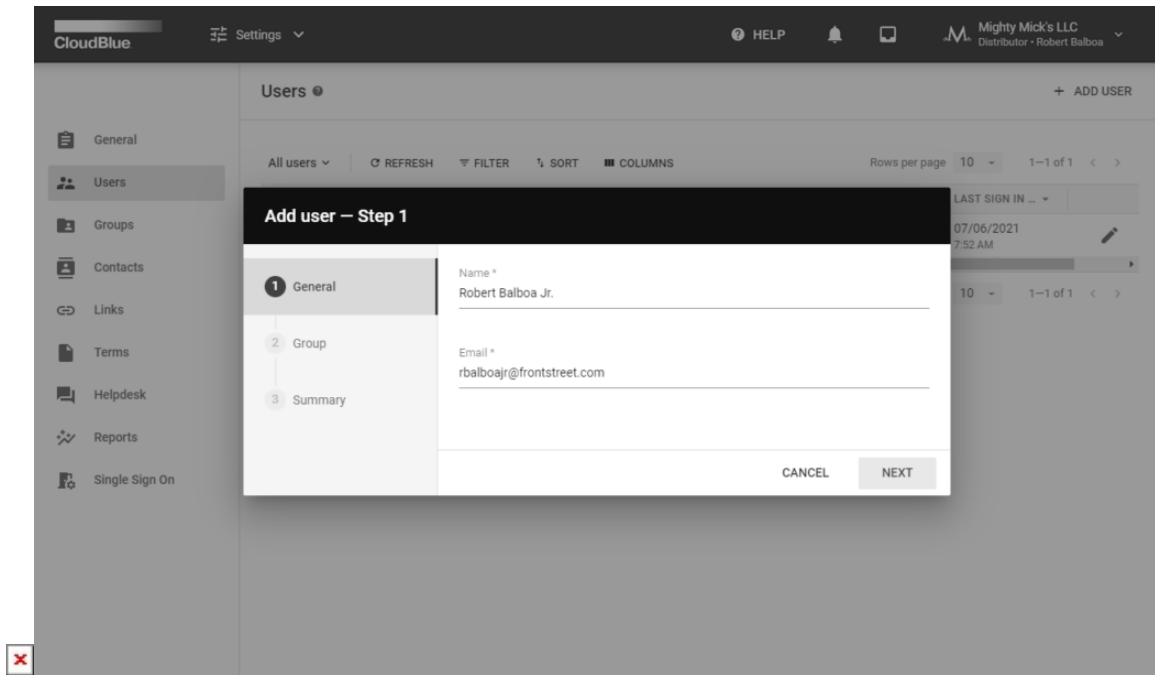 CloudBlue
Settings
HELP
Mighty Mick's LLC
Distributor • Robert Balboa
Users
+ ADD USER
General
Users
Groups
Contacts
Links
Terms
Helpdesk
Reports
Single Sign On
All users
REFRESH
FILTER
SORT
COLUMNS
Rows per page 10
1–1 of 1
LAST SIGN IN ...
07/06/2021
7:52 AM
10
1–1 of 1
Add user — Step 1
1 General
2 Group
3 Summary
Name *
Robert Balboa Jr.
Email *
rbalboajr@frontstreet.com
CANCEL
NEXT